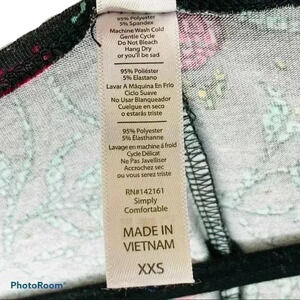 95% Polyester
5% Spandex
Machine Wash Cold
Gentle Cycle
Do Not Bleach
Hang Dry
or you'll be sad
95% Poliéster
5% Elastano
Lavar A Máquina En Frío
Ciclo Suave
No Usar Blanqueador
Cuelgue en seco
o estarás triste
95% Polyester
5% Élasthanne
Lavage en machine á froid
Cycle Délicat
Ne Pas Javelliser
Accrochez sec
ou vous serez triste
RN#142161
Simply
Comfortable
MADE IN
VIETNAM
XXS
PhotoRoom